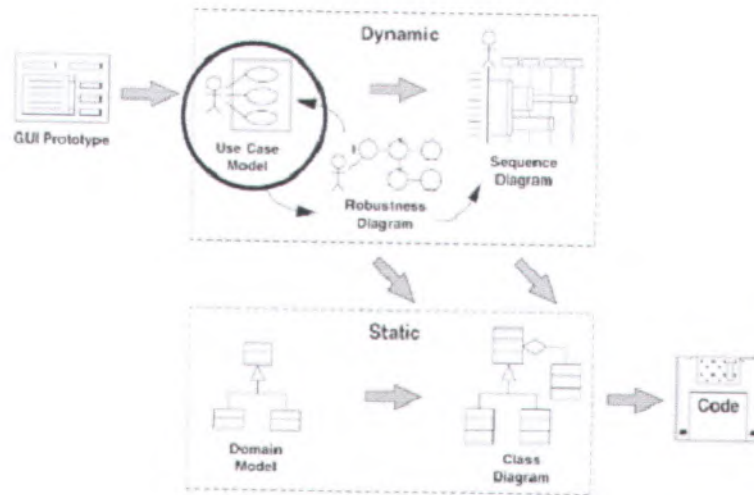 Dynamic
GUI Prototype
Use Case
Model
Robustness
Diagram
Sequence
Diagram
Static
Domain
Model
Class
Diagram
Code